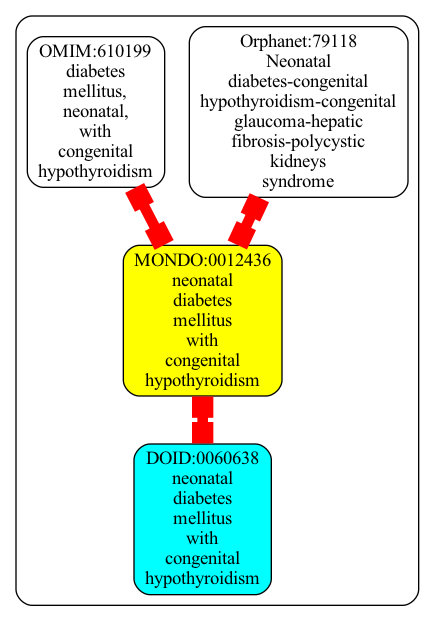 OMIM:610199
diabetes
mellitus,
neonatal,
with
congenital
hypothyroidism
Orphanet:79118
Neonatal
diabetes-congenital
hypothyroidism-congenital
glaucoma-hepatic
fibrosis-polycystic
kidneys
syndrome
MONDO:0012436
neonatal
diabetes
mellitus
with
congenital
hypothyroidism
DOID:0060638
neonatal
diabetes
mellitus
with
congenital
hypothyroidism